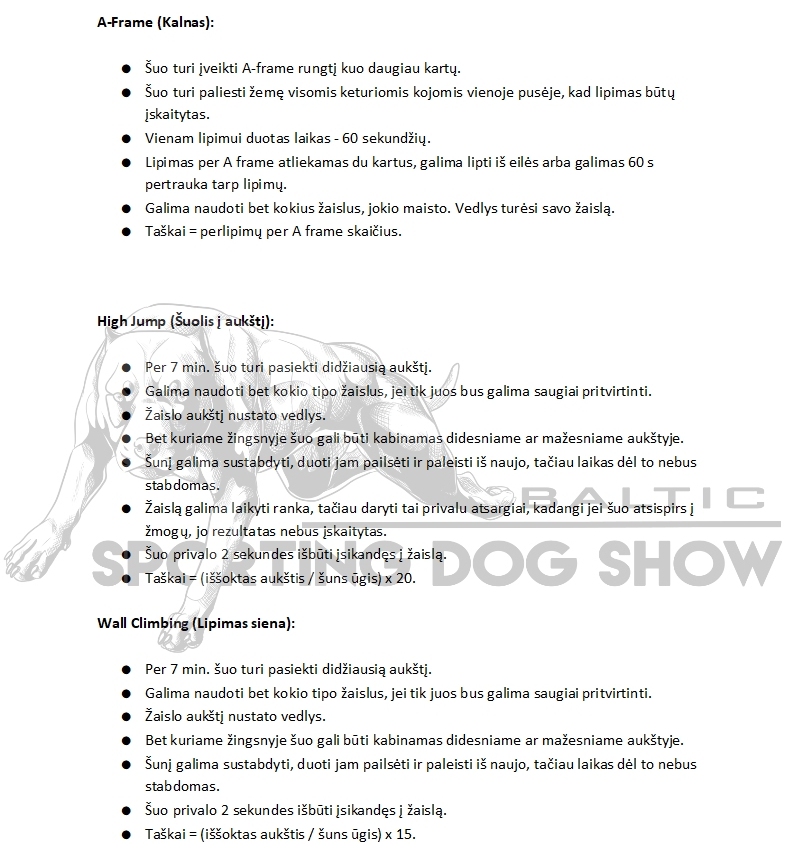 A-Frame (Kalnas):
● Šuo turi įveikti A-frame rungtį kuo daugiau kartų.
● Šuo turi paliesti žemę visomis keturiomis kojomis vienoje pusėje, kad lipimas būtų
įskaitytas.
● Vienam lipimui duotas laikas - 60 sekundžių.
● Lipimas per A frame atliekamas du kartus, galima lipti iš eilės arba galimas 60 s
pertrauka tarp lipimų.
● Galima naudoti bet kokius žaislus, jokio maisto. Vedlys turėsi savo žaislą.
● Taškai = perlipimų per A frame skaičius.
High Jump (Šuolis į aukštį):
● Per 7 min. šuo turi pasiekti didžiausią aukštį.
● Galima naudoti bet kokio tipo žaislus, jei tik juos bus galima saugiai pritvirtinti.
● Žaislo aukštį nustato vedlys.
● Bet kuriame žingsnyje šuo gali būti kabinamas didesniame ar mažesniame aukštyje.
● Šunį galima sustabdyti, duoti jam pailsėti ir paleisti iš naujo, tačiau laikas dėl to nebus
stabdomas.
● Žaislą galima laikyti ranka, tačiau daryti tai privalu atsargiai, kadangi jei šuo atsispirs į
žmogų, jo rezultatas nebus įskaitytas.
● Šuo privalo 2 sekundes išbūti įsikandęs į žaislą.
● Taškai = (iššoktas aukštis / šuns ūgis) x 20.
BALTIC
SPORTING DOG SHOW
Wall Climbing (Lipimas siena):
● Per 7 min. šuo turi pasiekti didžiausią aukštį.
● Galima naudoti bet kokio tipo žaislus, jei tik juos bus galima saugiai pritvirtinti.
● Žaislo aukštį nustato vedlys.
● Bet kuriame žingsnyje šuo gali būti kabinamas didesniame ar mažesniame aukštyje.
● Šunį galima sustabdyti, duoti jam pailsėti ir paleisti iš naujo, tačiau laikas dėl to nebus
stabdomas.
● Šuo privalo 2 sekundes išbūti įsikandęs į žaislą.
● Taškai = (iššoktas aukštis / šuns ūgis) x 15.